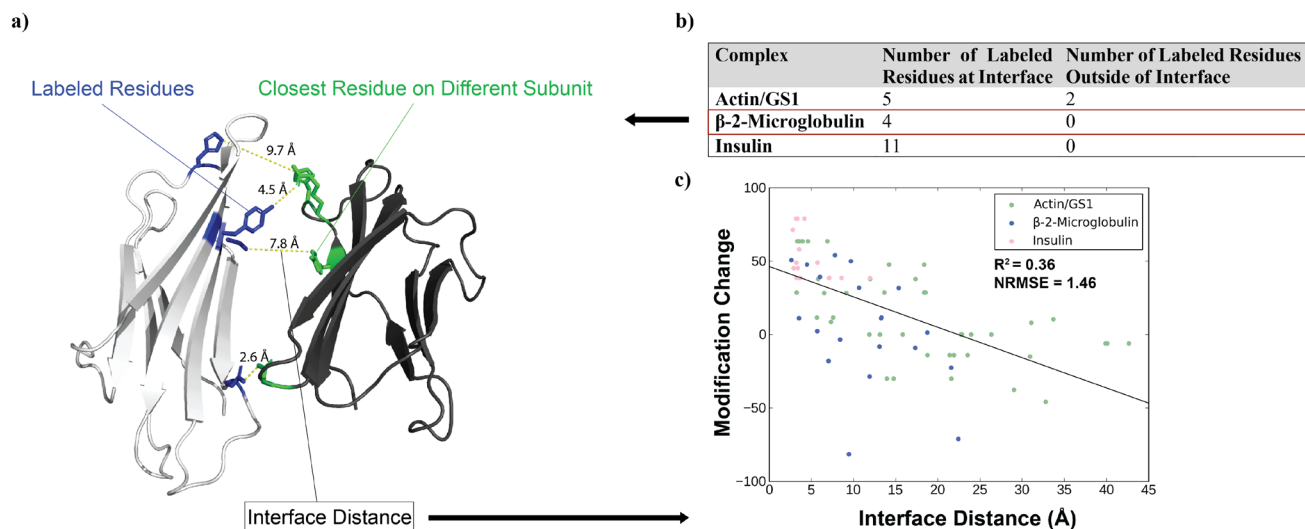 a)
Labeled Residues
Closest Residue on Different Subunit
9.7 Å
4.5 Å
7.8 Å
2.6 Å
Interface Distance
b)
Complex Number of Labeled Residues at Interface Number of Labeled Residues Outside of Interface
Actin/GS1 5 2
β-2-Microglobulin 4 0
Insulin 11 0
c)
Modification Change
100
50
0
−50
−100
Actin/GS1
β-2-Microglobulin
Insulin
R² = 0.36
NRMSE = 1.46
0 5 10 15 20 25 30 35 40 45
Interface Distance (Å)